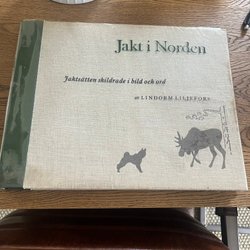 Jakt i Norden
Jaktsätten skildrade i bild och ord
av LINDORM LILJEFORS